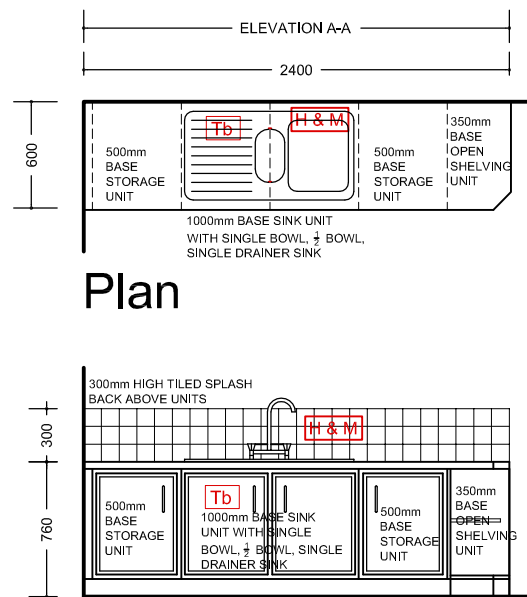 ELEVATION A-A
2400
600
500mm
BASE
STORAGE
UNIT
Tb
H & M
500mm
BASE
STORAGE
UNIT
350mm
BASE
OPEN
SHELVING
UNIT
1000mm BASE SINK UNIT
WITH SINGLE BOWL, ½ BOWL,
SINGLE DRAINER SINK
Plan
300mm HIGH TILED SPLASH
BACK ABOVE UNITS
300
H & M
760
500mm
BASE
STORAGE
UNIT
Tb
1000mm BASE SINK
UNIT WITH SINGLE
BOWL, ½ BOWL, SINGLE
DRAINER SINK
500mm
BASE
STORAGE
UNIT
350mm
BASE
OPEN
SHELVING
UNIT